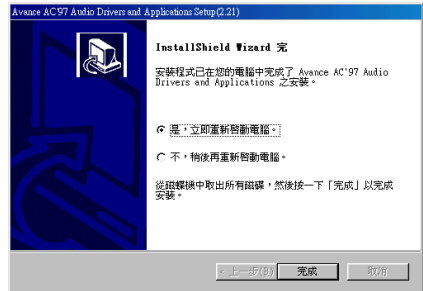 Avance AC'97 Audio Drivers and Applications Setup (2.21)
InstallShield Wizard 完
安裝程式已在您的電腦中完成了 Avance AC'97 Audio
Drivers and Applications 之安裝。
是，立即重新啓動電腦。
不，稍後再重新啓動電腦。
從磁碟機中取出所有磁碟，然後按一下「完成」以完成
安裝。
< 上一步(B)
完成
取消